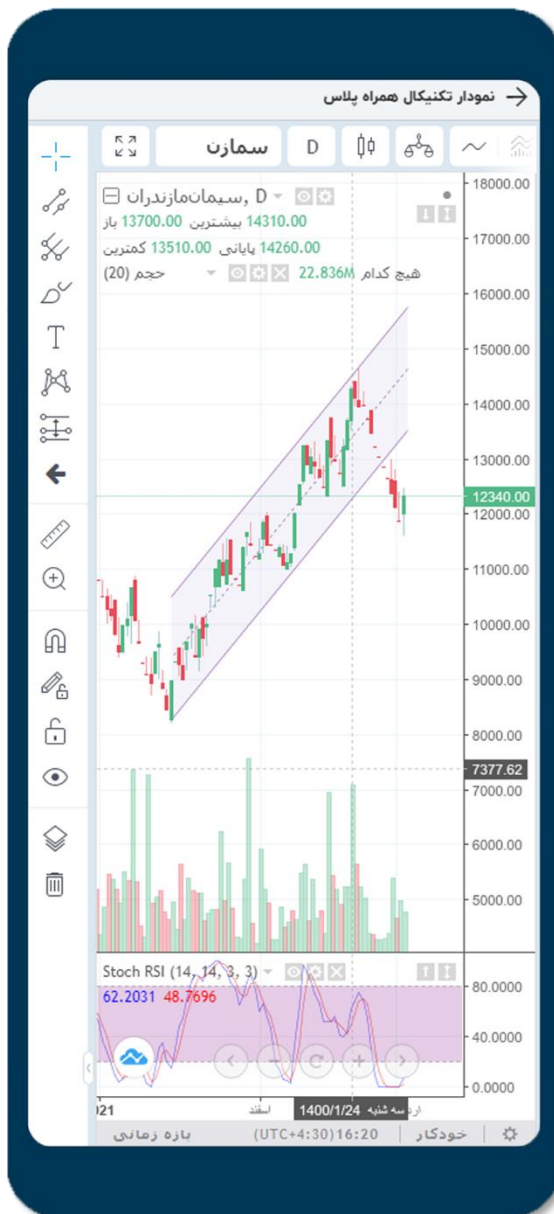 نمودار تکنیکال همراه پلاس
سمازن D
سیمان‌مازندران, D
باز 13700.00 بیشترین 14310.00
کمترین 13510.00 پایانی 14260.00
حجم (20) 22.836M هیچ کدام
18000.00
17000.00
16000.00
15000.00
14000.00
13000.00
12340.00
12000.00
11000.00
10000.00
9000.00
8000.00
7377.62
7000.00
6000.00
5000.00
Stoch RSI (14, 14, 3, 3)
62.2031 48.7696
80.0000
40.0000
0.0000
021 اسفند سه شنبه 1400/1/24 ارد
بازه زمانی 16:20(UTC+4:30) خودکار